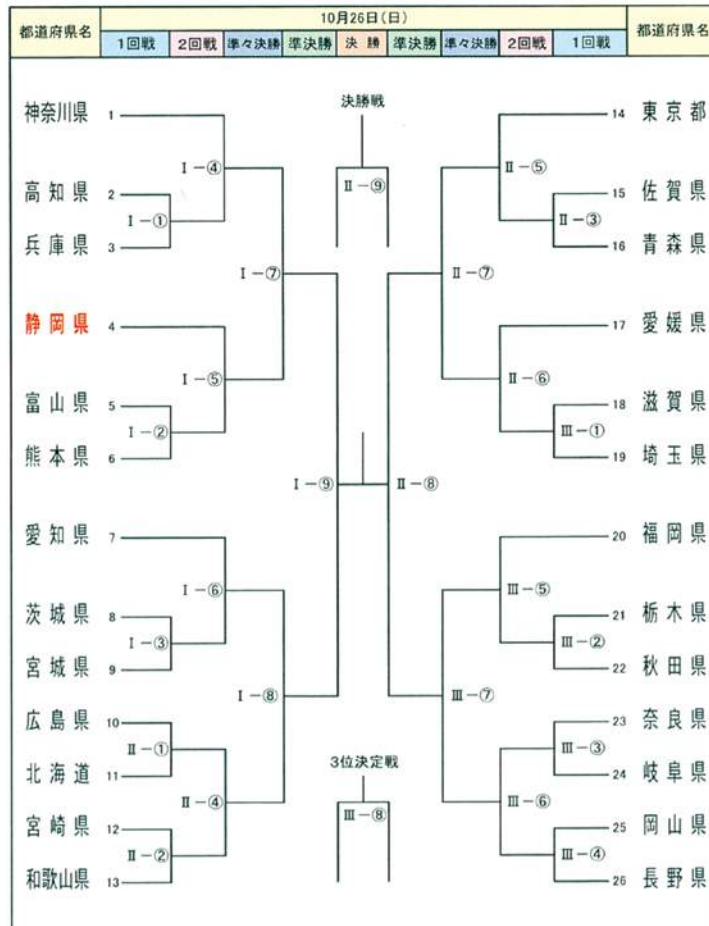 都道府県名 10月26日(日) 都道府県名
1回戦 2回戦 準々決勝 準決勝 決勝 準決勝 準々決勝 2回戦 1回戦
神奈川県 1
高知県 2
兵庫県 3
静岡県 4
富山県 5
熊本県 6
愛知県 7
茨城県 8
宮城県 9
広島県 10
北海道 11
宮崎県 12
和歌山県 13
Ⅰ-①
Ⅰ-②
Ⅰ-③
Ⅱ-①
Ⅱ-②
Ⅰ-④
Ⅰ-⑤
Ⅰ-⑥
Ⅱ-④
Ⅰ-⑦
Ⅰ-⑧
Ⅰ-⑨
決勝戦
Ⅱ-⑨
3位決定戦
Ⅲ-⑧
Ⅱ-⑧
Ⅱ-⑦
Ⅲ-⑦
Ⅱ-⑤
Ⅱ-⑥
Ⅲ-⑤
Ⅲ-⑥
Ⅱ-③
Ⅲ-①
Ⅲ-②
Ⅲ-③
Ⅲ-④
14 東京都
15 佐賀県
16 青森県
17 愛媛県
18 滋賀県
19 埼玉県
20 福岡県
21 栃木県
22 秋田県
23 奈良県
24 岐阜県
25 岡山県
26 長野県